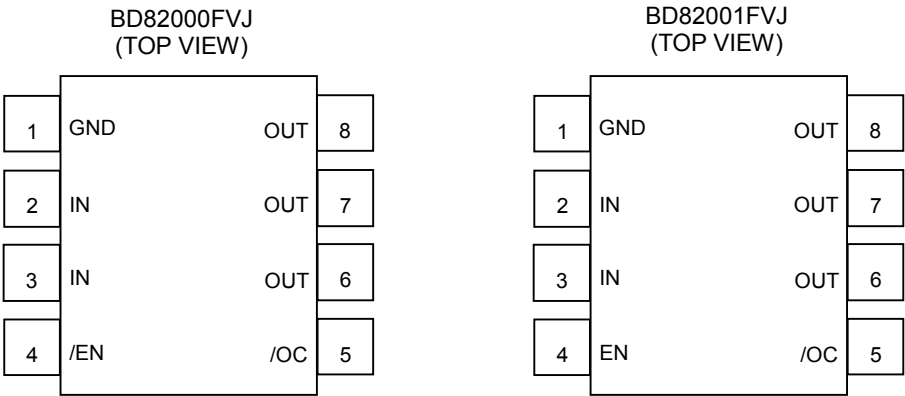 BD82000FVJ
(TOP VIEW)
1 GND OUT 8
2 IN OUT 7
3 IN OUT 6
4 /EN /OC 5
BD82001FVJ
(TOP VIEW)
1 GND OUT 8
2 IN OUT 7
3 IN OUT 6
4 EN /OC 5